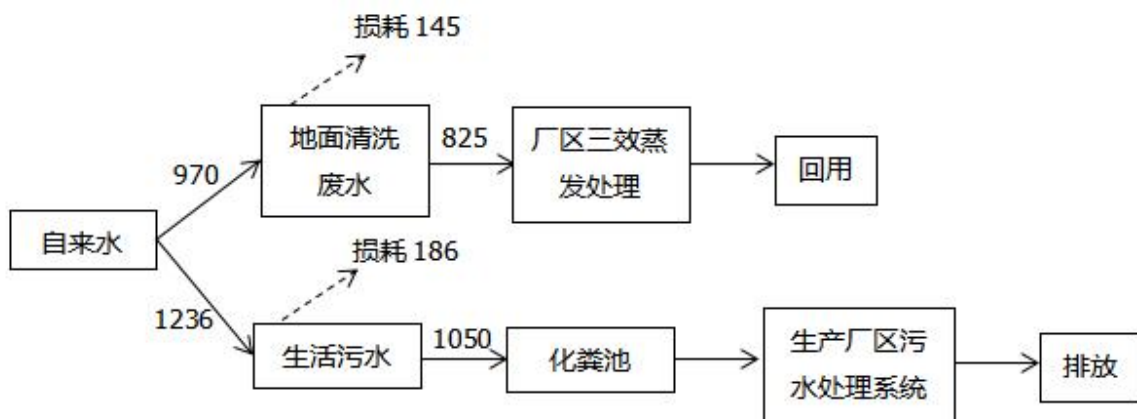 损耗 145
地面清洗
废水
970
825
厂区三效蒸
发处理
回用
自来水
损耗 186
1236
生活污水
1050
化粪池
生产厂区污
水处理系统
排放